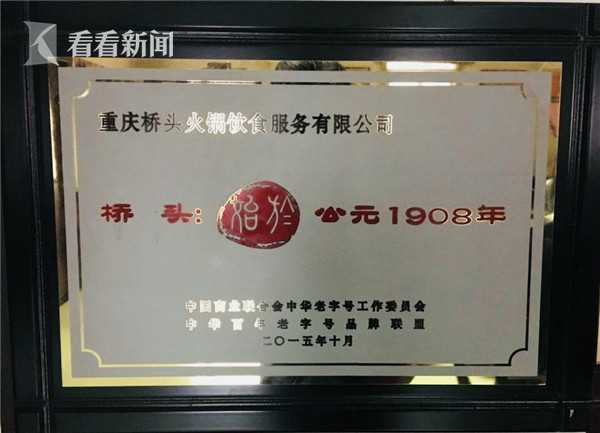 看看新闻
重庆桥头火锅饮食服务有限公司
桥 头: 始於 公元1908年
中国商业联合会中华老字号工作委员会
中华百年老字号品牌联盟
二〇一五年十月